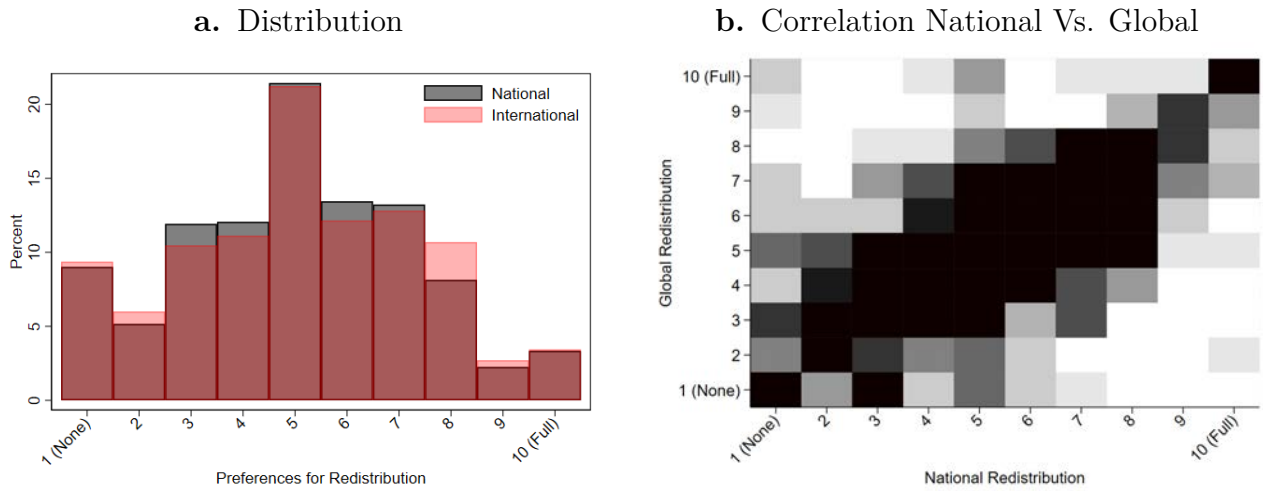 a. Distribution
National
International
Percent
20
15
10
5
0
1 (None)
2
3
4
5
6
7
8
9
10 (Full)
Preferences for Redistribution
b. Correlation National Vs. Global
Global Redistribution
10 (Full)
9
8
7
6
5
4
3
2
1 (None)
1 (None)
2
3
4
5
6
7
8
9
10 (Full)
National Redistribution